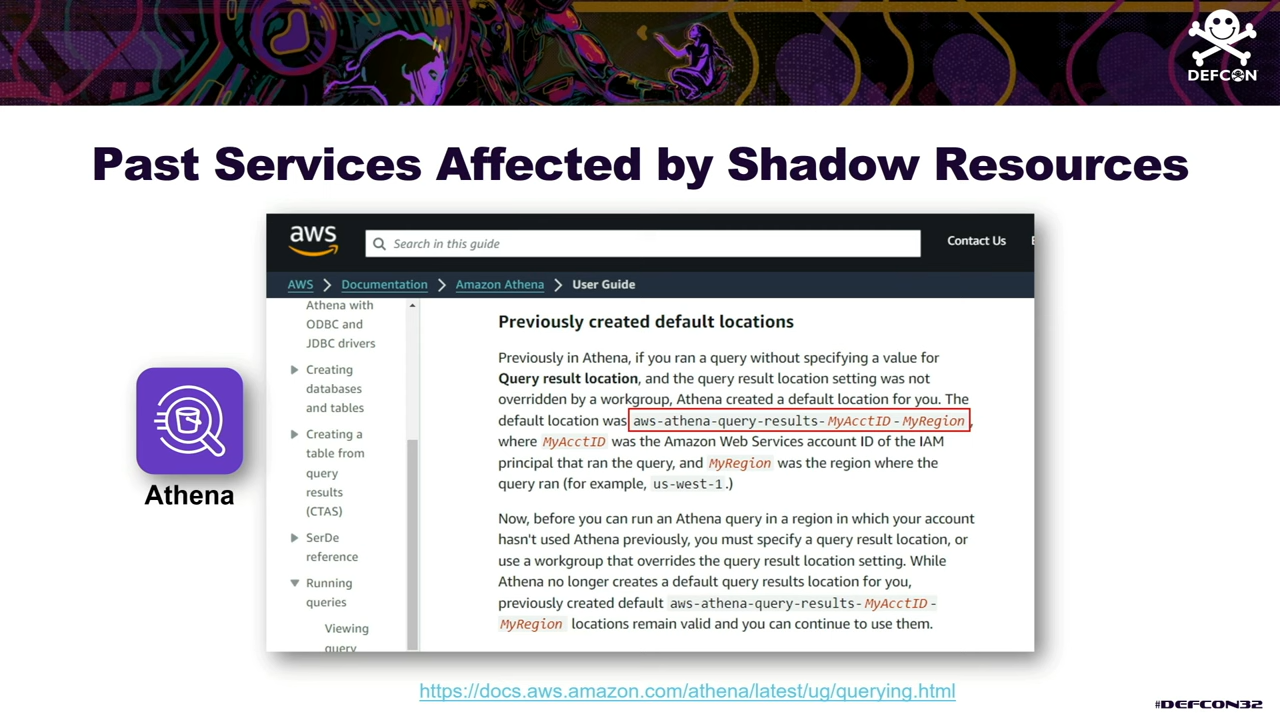 DEFCON
Past Services Affected by Shadow Resources
aws
Search in this guide
Contact Us
AWS > Documentation > Amazon Athena > User Guide
Athena with
ODBC and
JDBC drivers
Creating
databases
and tables
Creating a
table from
query
results
(CTAS)
SerDe
reference
Running
queries
Viewing
query
Previously created default locations
Previously in Athena, if you ran a query without specifying a value for
Query result location, and the query result location setting was not
overridden by a workgroup, Athena created a default location for you. The
default location was aws-athena-query-results-MyAcctID-MyRegion,
where MyAcctID was the Amazon Web Services account ID of the IAM
principal that ran the query, and MyRegion was the region where the
query ran (for example, us-west-1.)
Now, before you can run an Athena query in a region in which your account
hasn't used Athena previously, you must specify a query result location, or
use a workgroup that overrides the query result location setting. While
Athena no longer creates a default query results location for you,
previously created default aws-athena-query-results-MyAcctID-
MyRegion locations remain valid and you can continue to use them.
Athena
https://docs.aws.amazon.com/athena/latest/ug/querying.html
#DEFCON32